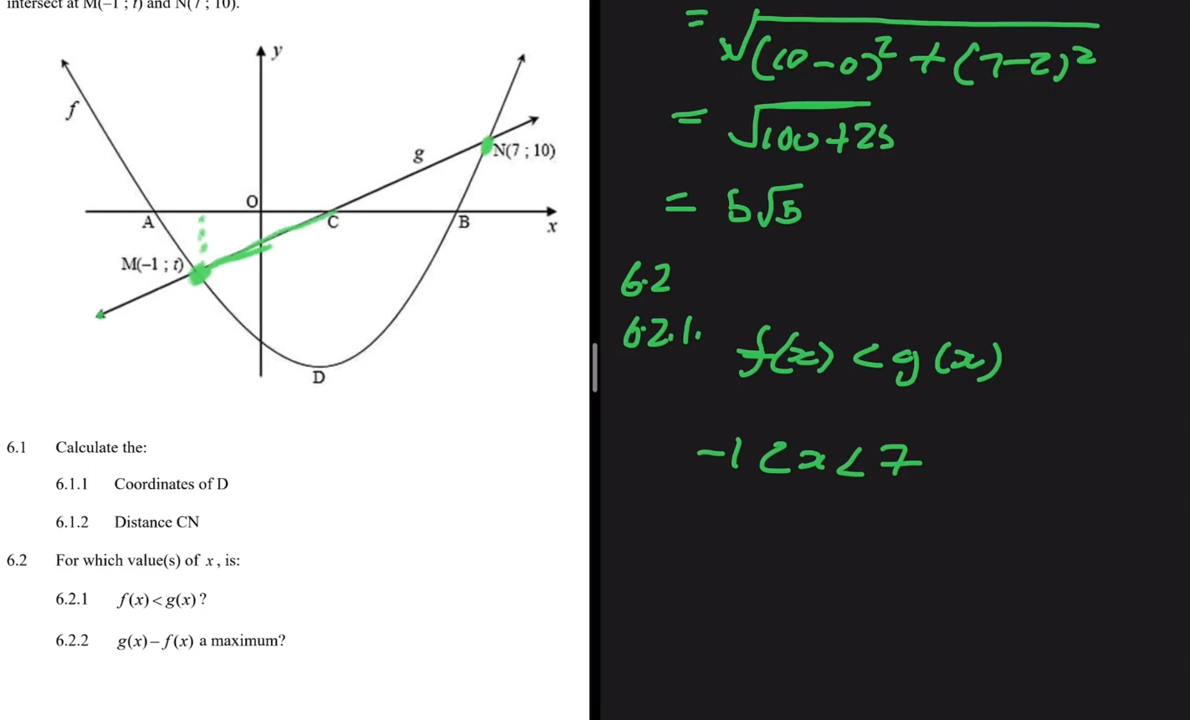 intersect at M(−1 ; t) and N(7 ; 10).
y
f
g
N(7 ; 10)
O
A
C
B
x
M(−1 ; t)
D
6.1 Calculate the:
6.1.1 Coordinates of D
6.1.2 Distance CN
6.2 For which value(s) of x, is:
6.2.1 f(x) < g(x)?
6.2.2 g(x) − f(x) a maximum?
= √((10-0)² + (7-2)²
= √100+25
= 5√5
6.2
6.2.1. f(x) < g(x)
-1 < x < 7